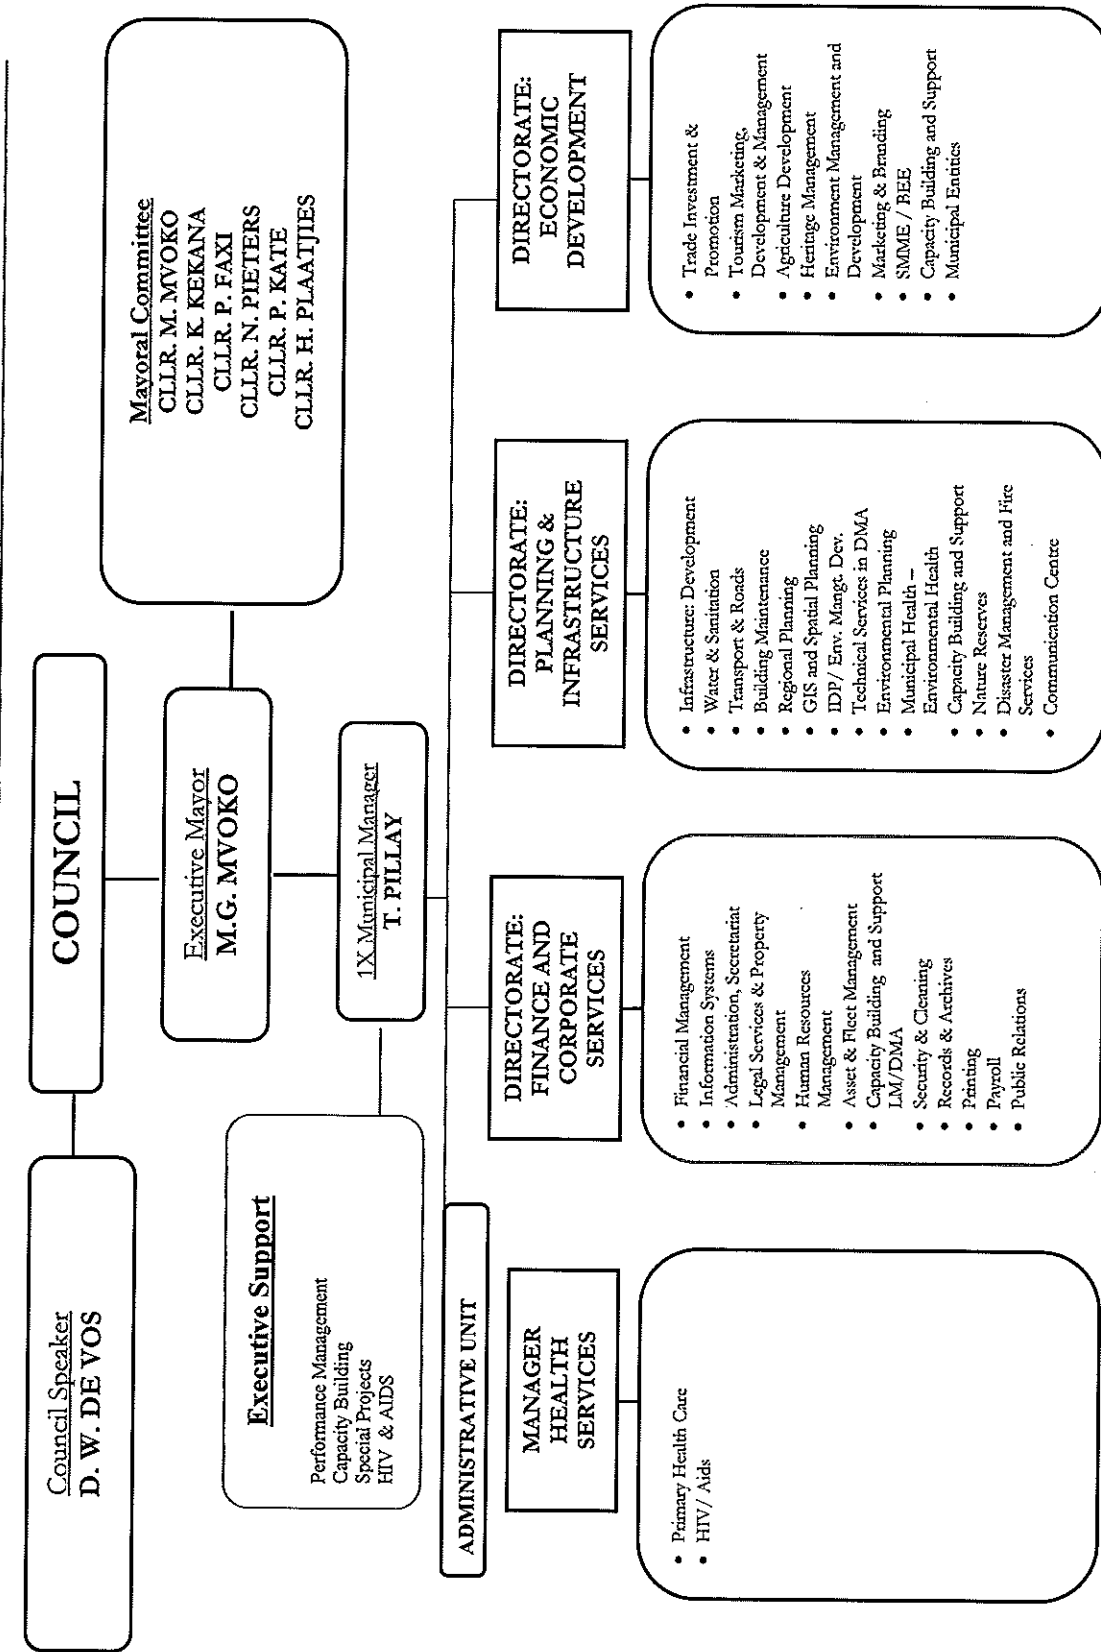 COUNCIL
Council Speaker
D. W. DE VOS
Executive Mayor
M.G. MVOKO
Mayoral Committee
CLLR. M. MVOKO
CLLR. K. KEKANA
CLLR. P. FAXI
CLLR. N. PIETERS
CLLR. P. KATE
CLLR. H. PLAATJIES
1X Municipal Manager
T. PILLAY
Executive Support
Performance Management
Capacity Building
Special Projects
HIV & AIDS
ADMINISTRATIVE UNIT
MANAGER
HEALTH
SERVICES
• Primary Health Care
• HIV/ Aids
DIRECTORATE:
FINANCE AND
CORPORATE
SERVICES
• Financial Management
• Information Systems
• Administration, Secretariat
• Legal Services & Property
Management
• Human Resources
Management
• Asset & Fleet Management
• Capacity Building and Support
LM/DMA
• Security & Cleaning
• Records & Archives
• Printing
• Payroll
• Public Relations
DIRECTORATE:
PLANNING &
INFRASTRUCTURE
SERVICES
• Infrastructure: Development
• Water & Sanitation
• Transport & Roads
• Building Maintenance
• Regional Planning
• GIS and Spatial Planning
• IDP/ Env. Mangt. Dev.
• Technical Services in DMA
• Environmental Planning
• Municipal Health –
Environmental Health
• Capacity Building and Support
• Nature Reserves
• Disaster Management and Fire
Services
• Communication Centre
DIRECTORATE:
ECONOMIC
DEVELOPMENT
• Trade Investment &
Promotion
• Tourism Marketing,
Development & Management
• Agriculture Development
• Heritage Management
• Environment Management and
Development
• Marketing & Branding
• SMME / BEE
• Capacity Building and Support
• Municipal Entities